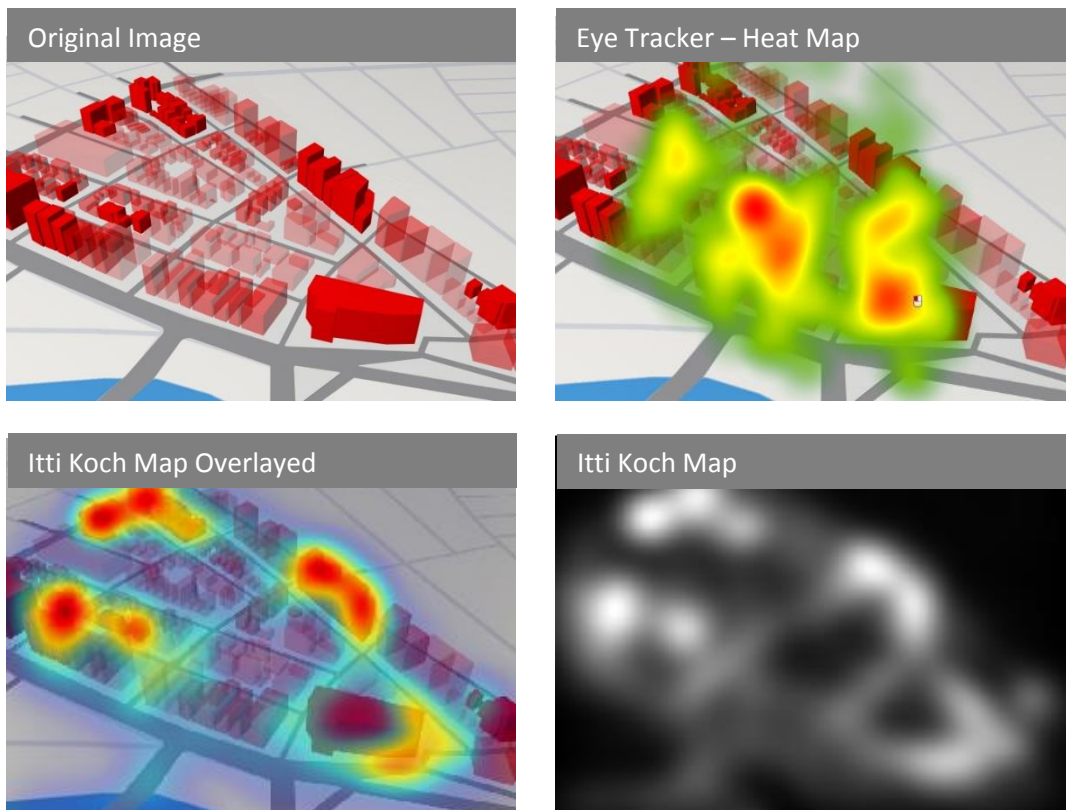 Original Image
Eye Tracker – Heat Map
Itti Koch Map Overlayed
Itti Koch Map